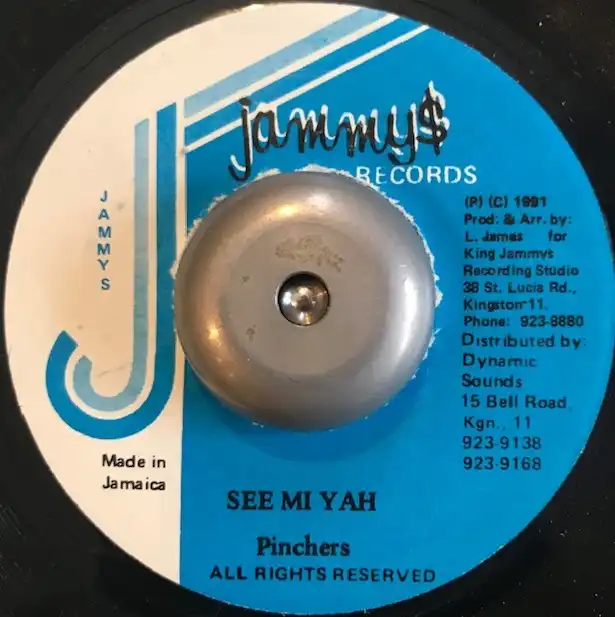 jammy$
RECORDS
JAMMYS
(P) (C) 1991
Prod: & Arr. by:
L. James for
King Jammys
Recording Studio
38 St. Lucia Rd.,
Kingston 11.
Phone: 923-8880
Distributed by:
Dynamic
Sounds
15 Bell Road,
Kgn., 11
923-9138
923-9168
Made in
Jamaica
SEE MI YAH
Pinchers
ALL RIGHTS RESERVED